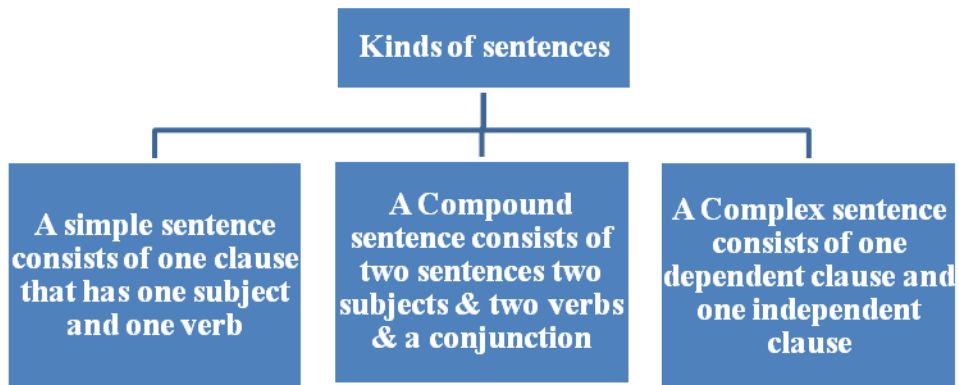 Kinds of sentences
A simple sentence
consists of one clause
that has one subject
and one verb
A Compound
sentence consists of
two sentences two
subjects & two verbs
& a conjunction
A Complex sentence
consists of one
dependent clause and
one independent
clause